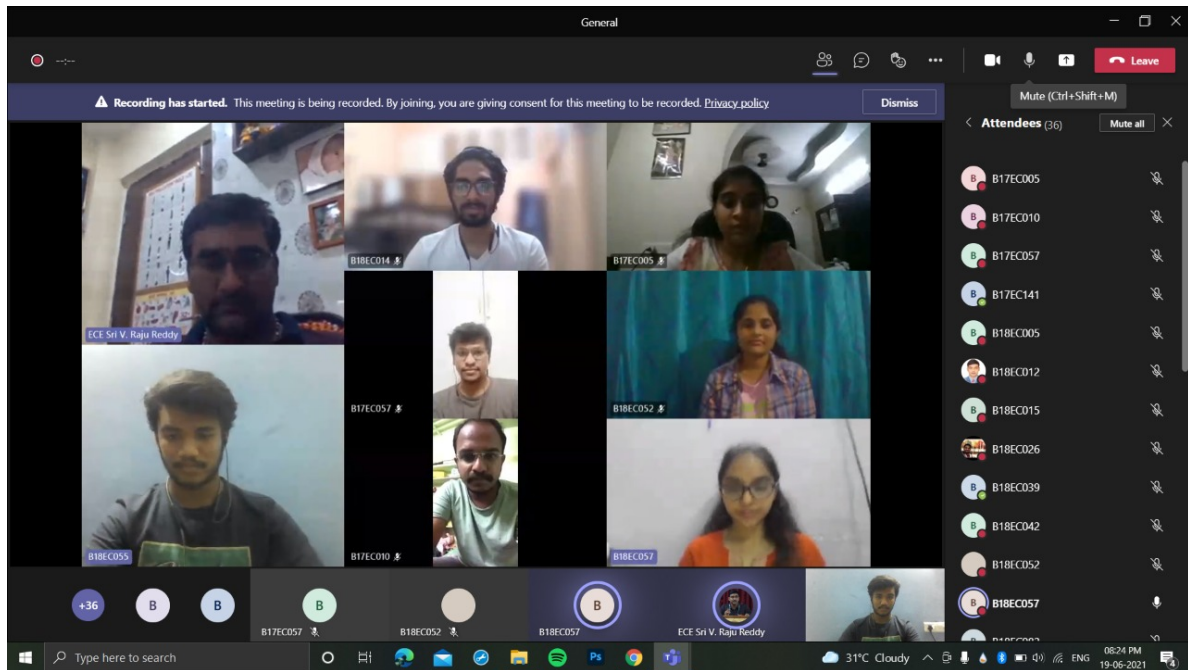 General
--:--
Leave
Recording has started. This meeting is being recorded. By joining, you are giving consent for this meeting to be recorded. Privacy policy
Dismiss
Mute (Ctrl+Shift+M)
Attendees (36)
Mute all
B17EC005
B17EC010
B17EC057
B17EC141
B18EC005
B18EC012
B18EC015
B18EC026
B18EC039
B18EC042
B18EC052
B18EC057
ECE Sri V. Raju Reddy
B18EC014
B17EC005
B17EC057
B18EC052
B18EC055
B17EC010
B18EC057
+36
B
B
B
B17EC057
B18EC052
B
B18EC057
ECE Sri V. Raju Reddy
Type here to search
Ps
31°C Cloudy
ENG
08:24 PM
19-06-2021
4